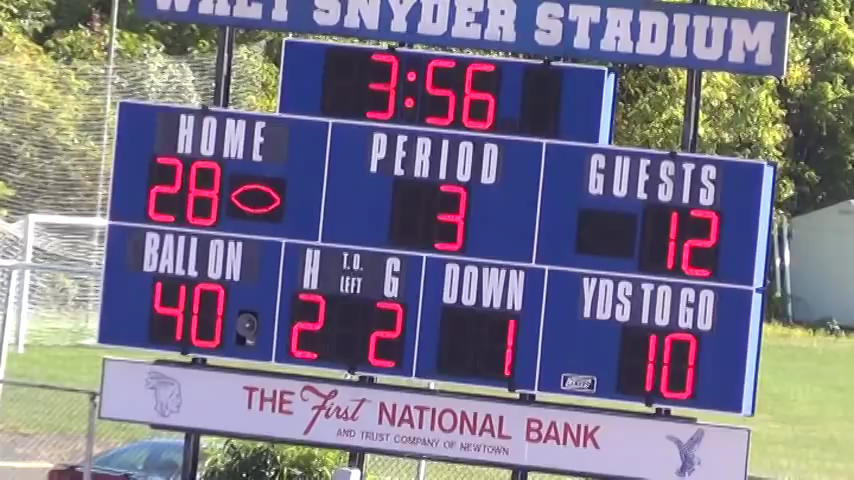 WALT SNYDER STADIUM
3:56
HOME PERIOD GUESTS
28 3 12
BALL ON H T.O. LEFT G DOWN YDS TO GO
40 2 2 1 10
THE First NATIONAL BANK
AND TRUST COMPANY OF NEWTOWN